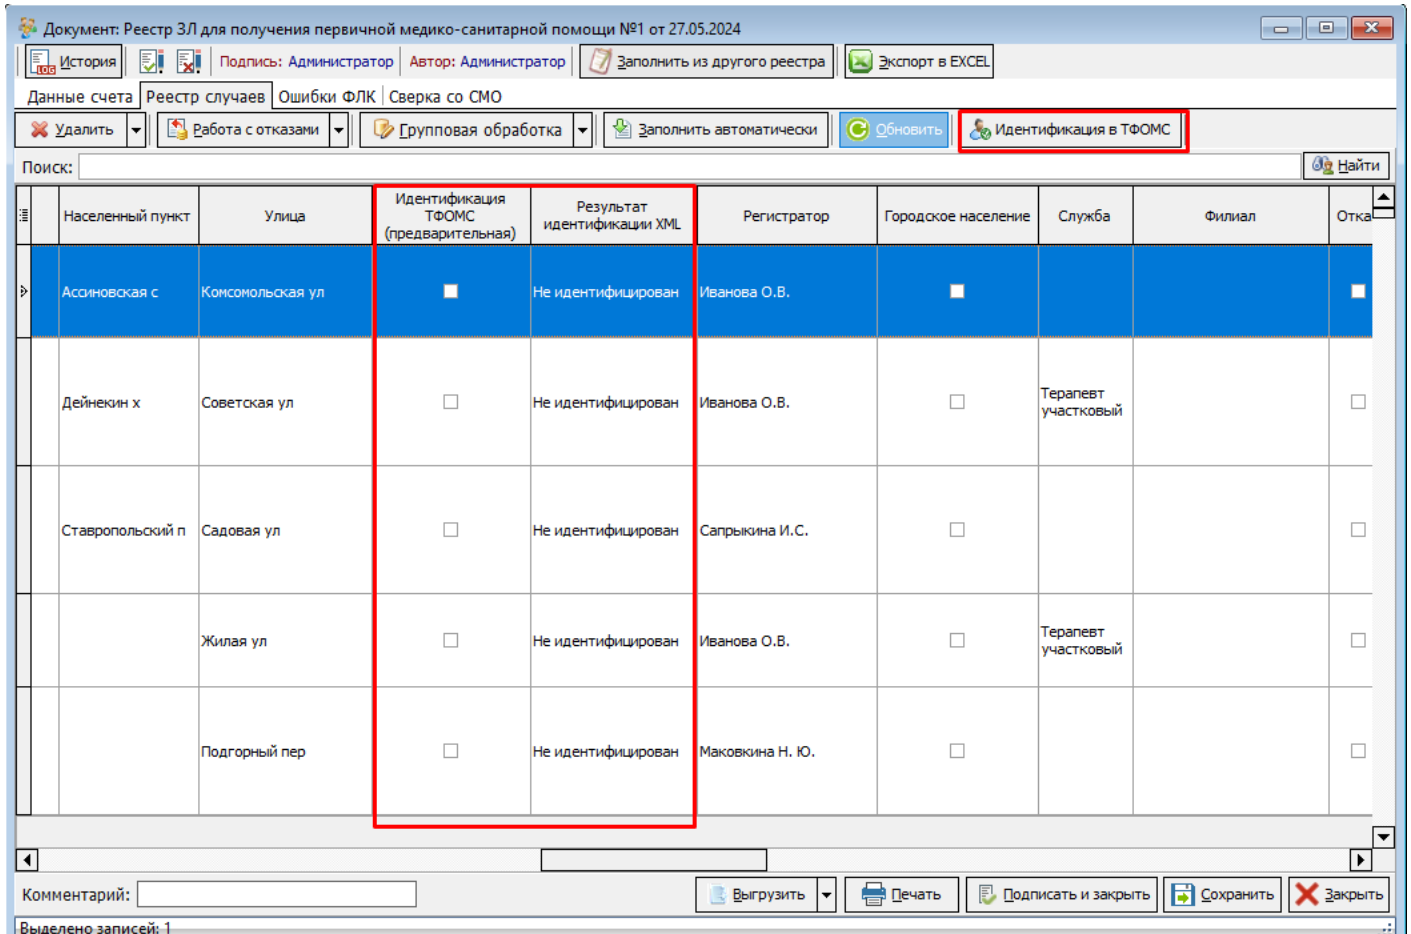 Документ: Реестр ЗЛ для получения первичной медико-санитарной помощи №1 от 27.05.2024
LOG История Подпись: Администратор Автор: Администратор Заполнить из другого реестра Экспорт в EXCEL
Данные счета Реестр случаев Ошибки ФЛК Сверка со СМО
Удалить Работа с отказами Групповая обработка Заполнить автоматически Обновить Идентификация в ТФОМС
Поиск: Найти
Населенный пункт Улица Идентификация ТФОМС (предварительная) Результат идентификации XML Регистратор Городское население Служба Филиал Отка
Ассиновская с Комсомольская ул Не идентифицирован Иванова О.В.
Дейнекин х Советская ул Не идентифицирован Иванова О.В. Терапевт участковый
Ставропольский п Садовая ул Не идентифицирован Сапрыкина И.С.
Жилая ул Не идентифицирован Иванова О.В. Терапевт участковый
Подгорный пер Не идентифицирован Маковкина Н. Ю.
Комментарий: Выгрузить Печать Подписать и закрыть Сохранить Закрыть
Выделено записей: 1